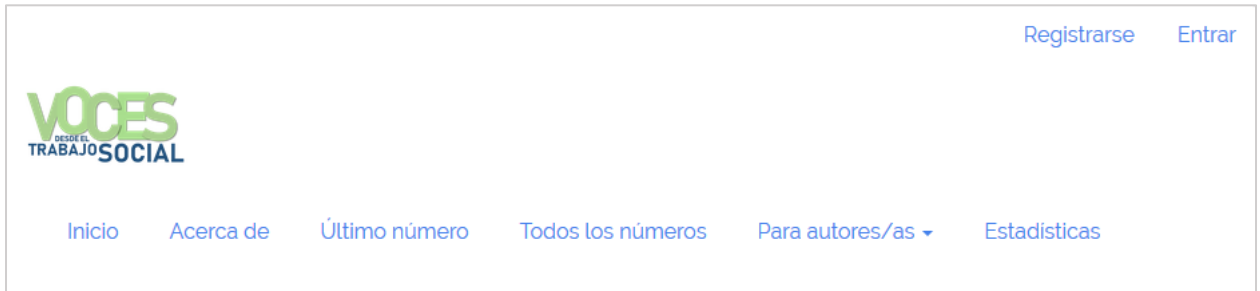 Registrarse Entrar
VOCES
DESDE EL
TRABAJO SOCIAL
Inicio Acerca de Último número Todos los números Para autores/as Estadísticas